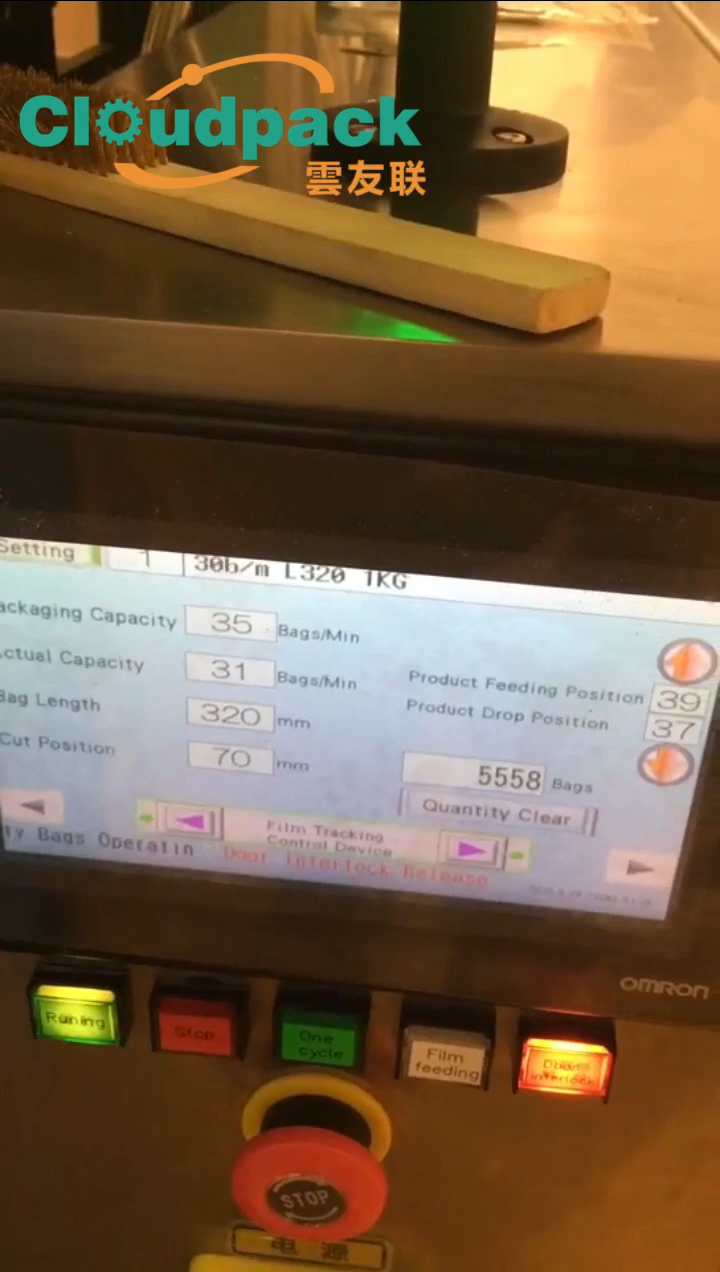 Cloudpack
雲友联
Setting 1 30b/m L320 1KG
ackaging Capacity 35 Bags/Min
ctual Capacity 31 Bags/Min
Bag Length 320 mm
Cut Position 70 mm
Product Feeding Position 39
Product Drop Position 37
5558 Bags
Quantity Clear
Film Tracking
Control Device
ty Bags Operatin Door Interlock Release
OMRON
Runing
Stop
One
cycle
Film
feeding
interlock
STOP
电源